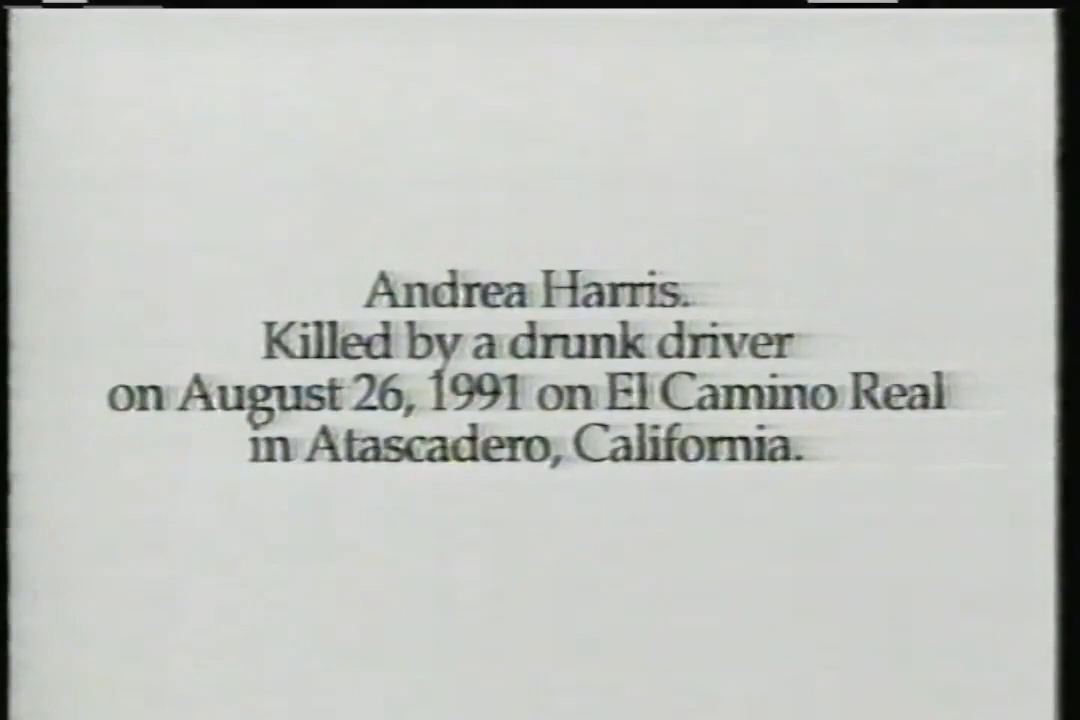 Andrea Harris.
Killed by a drunk driver
on August 26, 1991 on El Camino Real
in Atascadero, California.